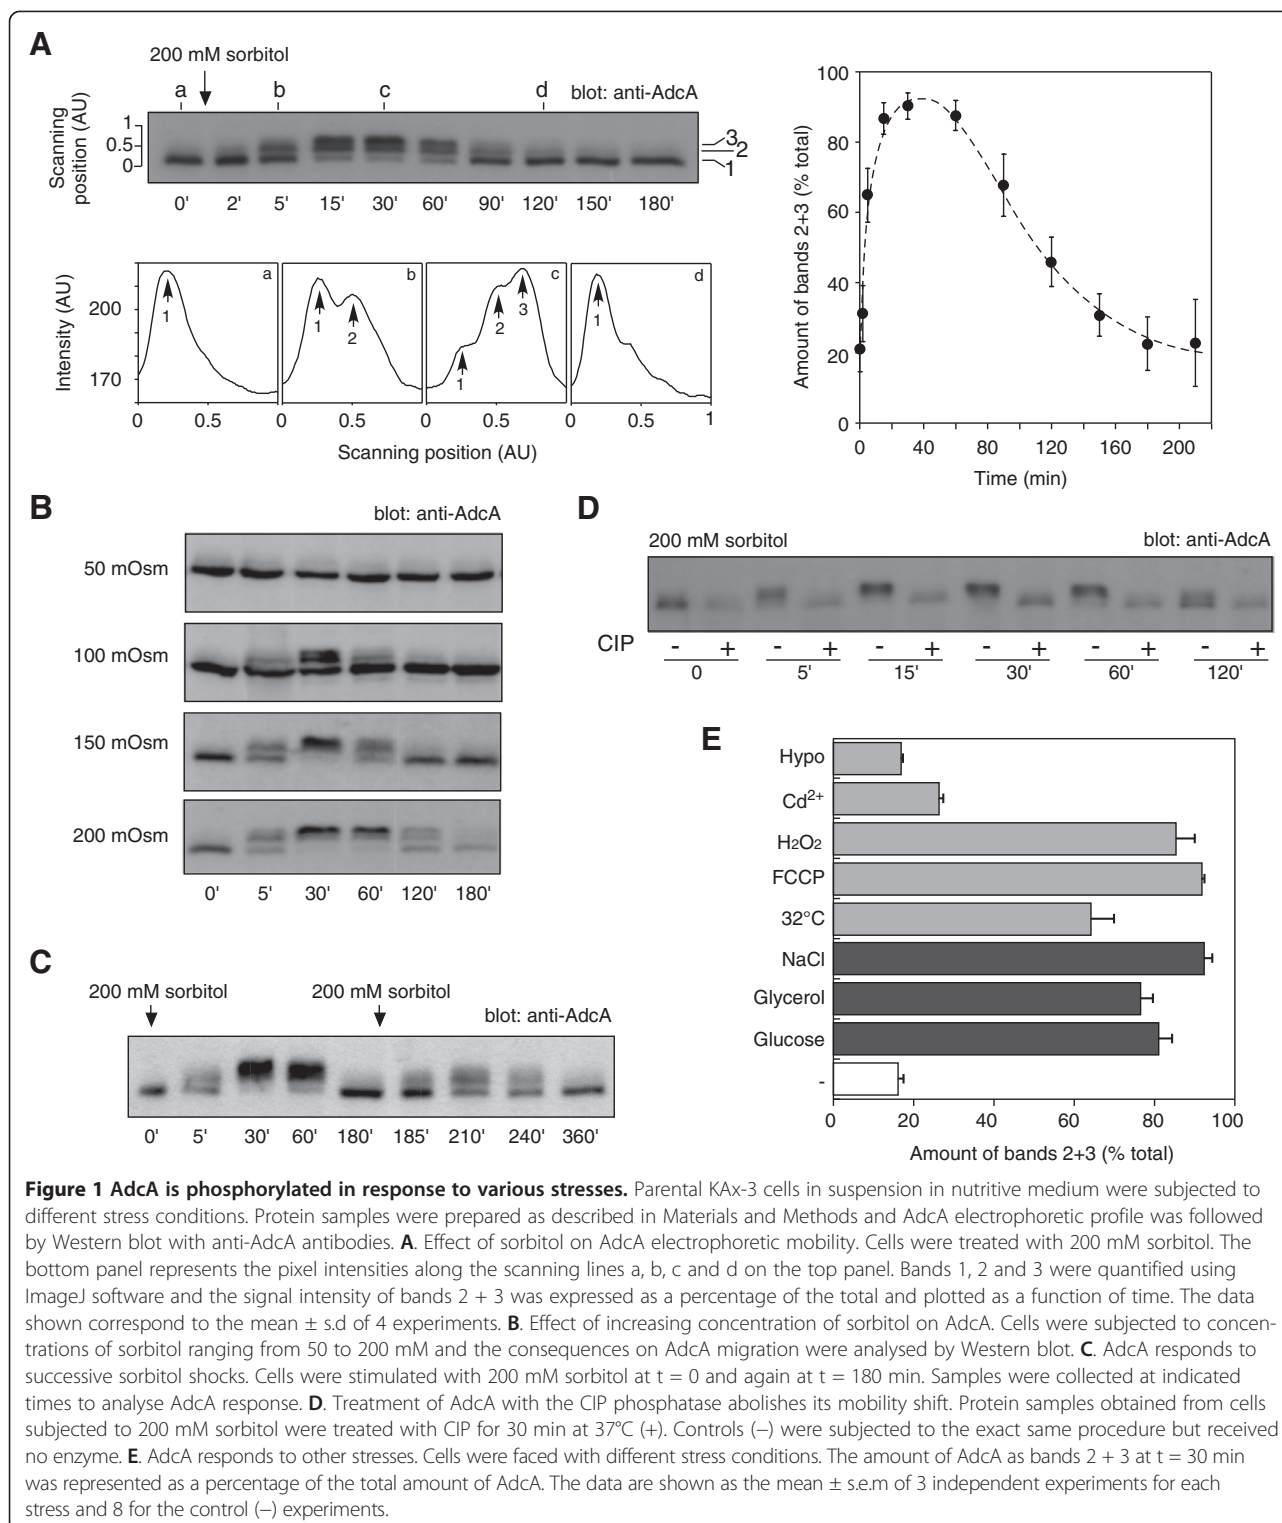 A
200 mM sorbitol
a b c d blot: anti-AdcA
Scanning position (AU)
1
0.5
0
3
2
1
0' 2' 5' 15' 30' 60' 90' 120' 150' 180'
Intensity (AU)
200
170
a
1
b
1
2
c
1
2
3
d
1
0 0.5 0 0.5 0 0.5 0 0.5 1
Scanning position (AU)
Amount of bands 2+3 (% total)
100
80
60
40
20
0
0 40 80 120 160 200
Time (min)
B
blot: anti-AdcA
50 mOsm
100 mOsm
150 mOsm
200 mOsm
0' 5' 30' 60' 120' 180'
C
200 mM sorbitol 200 mM sorbitol
blot: anti-AdcA
0' 5' 30' 60' 180' 185' 210' 240' 360'
D
200 mM sorbitol blot: anti-AdcA
CIP - + - + - + - + - + - +
0 5' 15' 30' 60' 120'
E
Hypo
Cd²⁺
H₂O₂
FCCP
32°C
NaCl
Glycerol
Glucose
-
0 20 40 60 80 100
Amount of bands 2+3 (% total)
Figure 1 AdcA is phosphorylated in response to various stresses. Parental KAx-3 cells in suspension in nutritive medium were subjected to
different stress conditions. Protein samples were prepared as described in Materials and Methods and AdcA electrophoretic profile was followed
by Western blot with anti-AdcA antibodies. A. Effect of sorbitol on AdcA electrophoretic mobility. Cells were treated with 200 mM sorbitol. The
bottom panel represents the pixel intensities along the scanning lines a, b, c and d on the top panel. Bands 1, 2 and 3 were quantified using
ImageJ software and the signal intensity of bands 2 + 3 was expressed as a percentage of the total and plotted as a function of time. The data
shown correspond to the mean ± s.d of 4 experiments. B. Effect of increasing concentration of sorbitol on AdcA. Cells were subjected to concen-
trations of sorbitol ranging from 50 to 200 mM and the consequences on AdcA migration were analysed by Western blot. C. AdcA responds to
successive sorbitol shocks. Cells were stimulated with 200 mM sorbitol at t = 0 and again at t = 180 min. Samples were collected at indicated
times to analyse AdcA response. D. Treatment of AdcA with the CIP phosphatase abolishes its mobility shift. Protein samples obtained from cells
subjected to 200 mM sorbitol were treated with CIP for 30 min at 37°C (+). Controls (−) were subjected to the exact same procedure but received
no enzyme. E. AdcA responds to other stresses. Cells were faced with different stress conditions. The amount of AdcA as bands 2 + 3 at t = 30 min
was represented as a percentage of the total amount of AdcA. The data are shown as the mean ± s.e.m of 3 independent experiments for each
stress and 8 for the control (−) experiments.